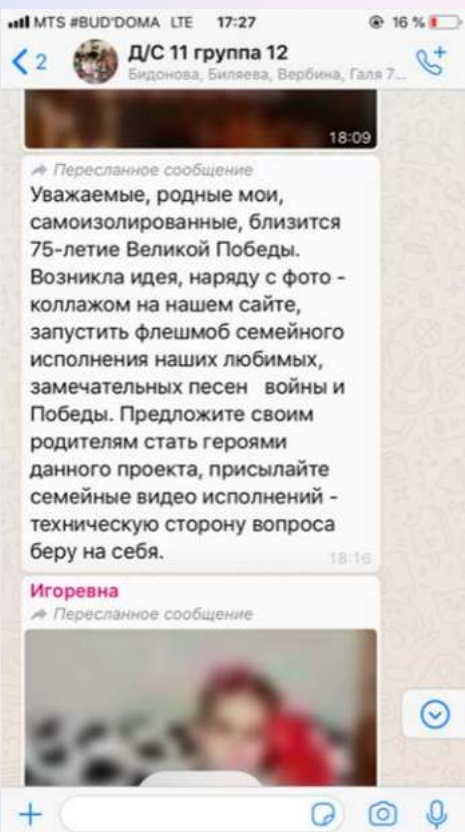 MTS #BUD'DOMA LTE 17:27 16 %
2 Д/С 11 группа 12
Бидонова, Биляева, Вербина, Галя 7...
18:09
Пересланное сообщение
Уважаемые, родные мои,
самоизолированные, близится
75-летие Великой Победы.
Возникла идея, наряду с фото -
коллажом на нашем сайте,
запустить флешмоб семейного
исполнения наших любимых,
замечательных песен войны и
Победы. Предложите своим
родителям стать героями
данного проекта, присылайте
семейные видео исполнений -
техническую сторону вопроса
беру на себя.
18:16
Игоревна
Пересланное сообщение